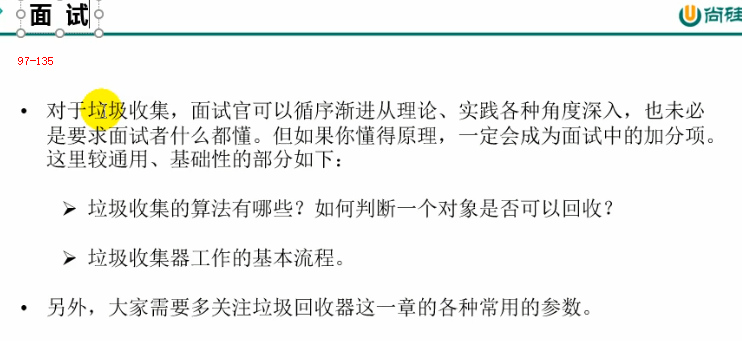 面 试
尚硅
97-135
• 对于垃圾收集，面试官可以循序渐进从理论、实践各种角度深入，也未必
是要求面试者什么都懂。但如果你懂得原理，一定会成为面试中的加分项。
这里较通用、基础性的部分如下：
➢ 垃圾收集的算法有哪些？如何判断一个对象是否可以回收？
➢ 垃圾收集器工作的基本流程。
• 另外，大家需要多关注垃圾回收器这一章的各种常用的参数。